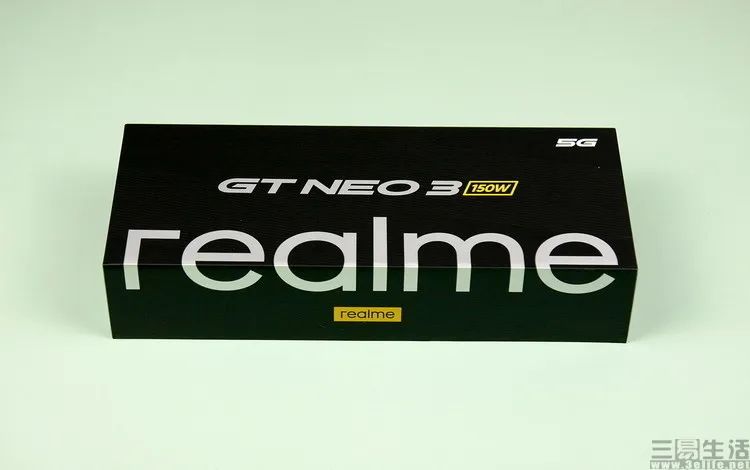 5G
GT NEO 3 150W
realme
realme
三易生活
www.3elife.net